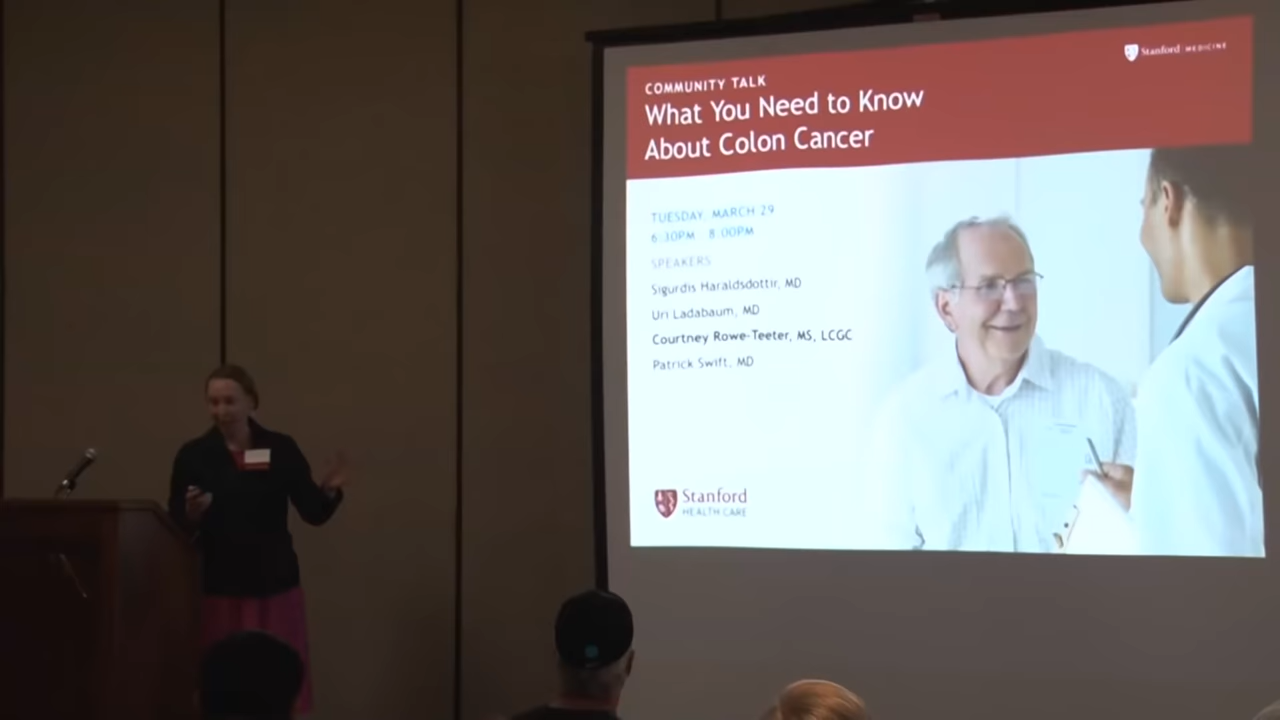 Stanford MEDICINE
COMMUNITY TALK
What You Need to Know
About Colon Cancer
TUESDAY, MARCH 29
6:30PM 8:00PM
SPEAKERS
Sigurdis Haraldsdottir, MD
Uri Ladabaum, MD
Courtney Rowe-Teeter, MS, LCGC
Patrick Swift, MD
Stanford
HEALTH CARE